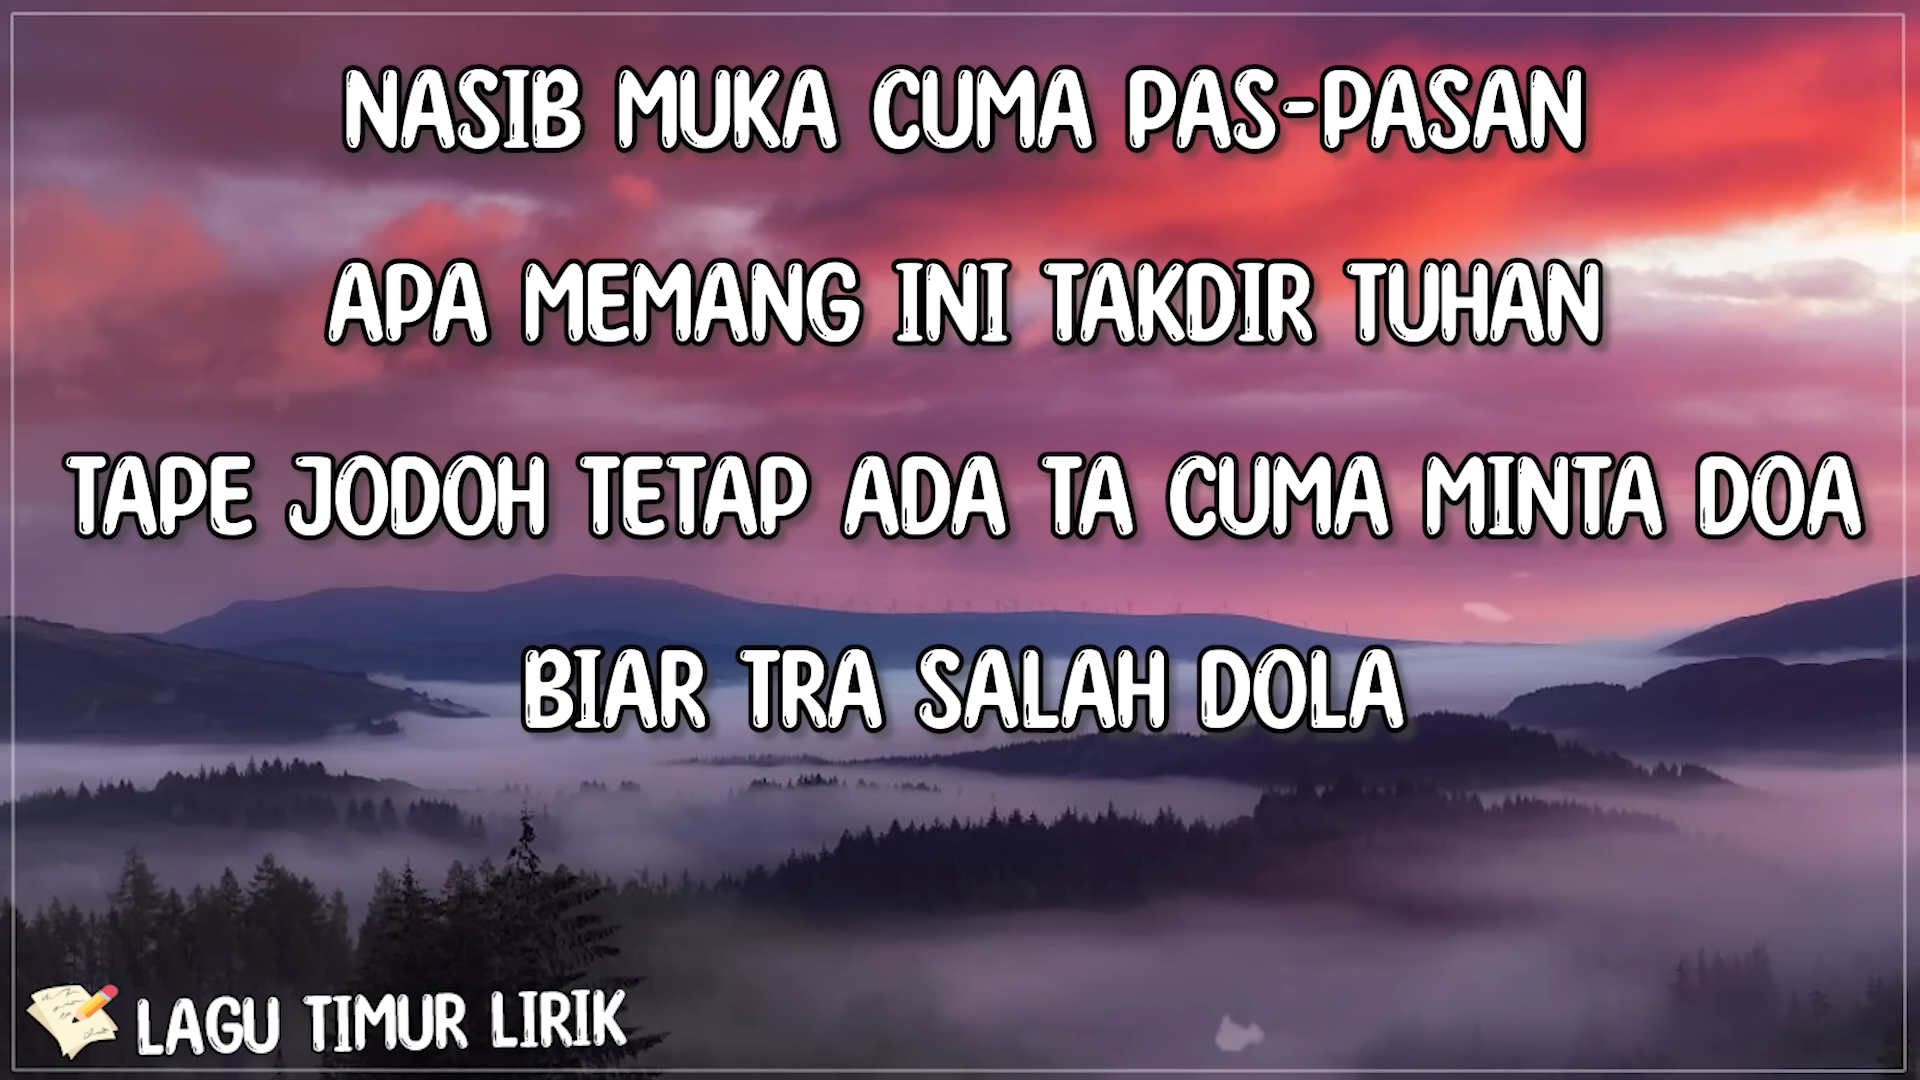 NASIB MUKA CUMA PAS-PASAN
APA MEMANG INI TAKDIR TUHAN
TAPE JODOH TETAP ADA TA CUMA MINTA DOA
BIAR TRA SALAH DOLA
LAGU TIMUR LIRIK